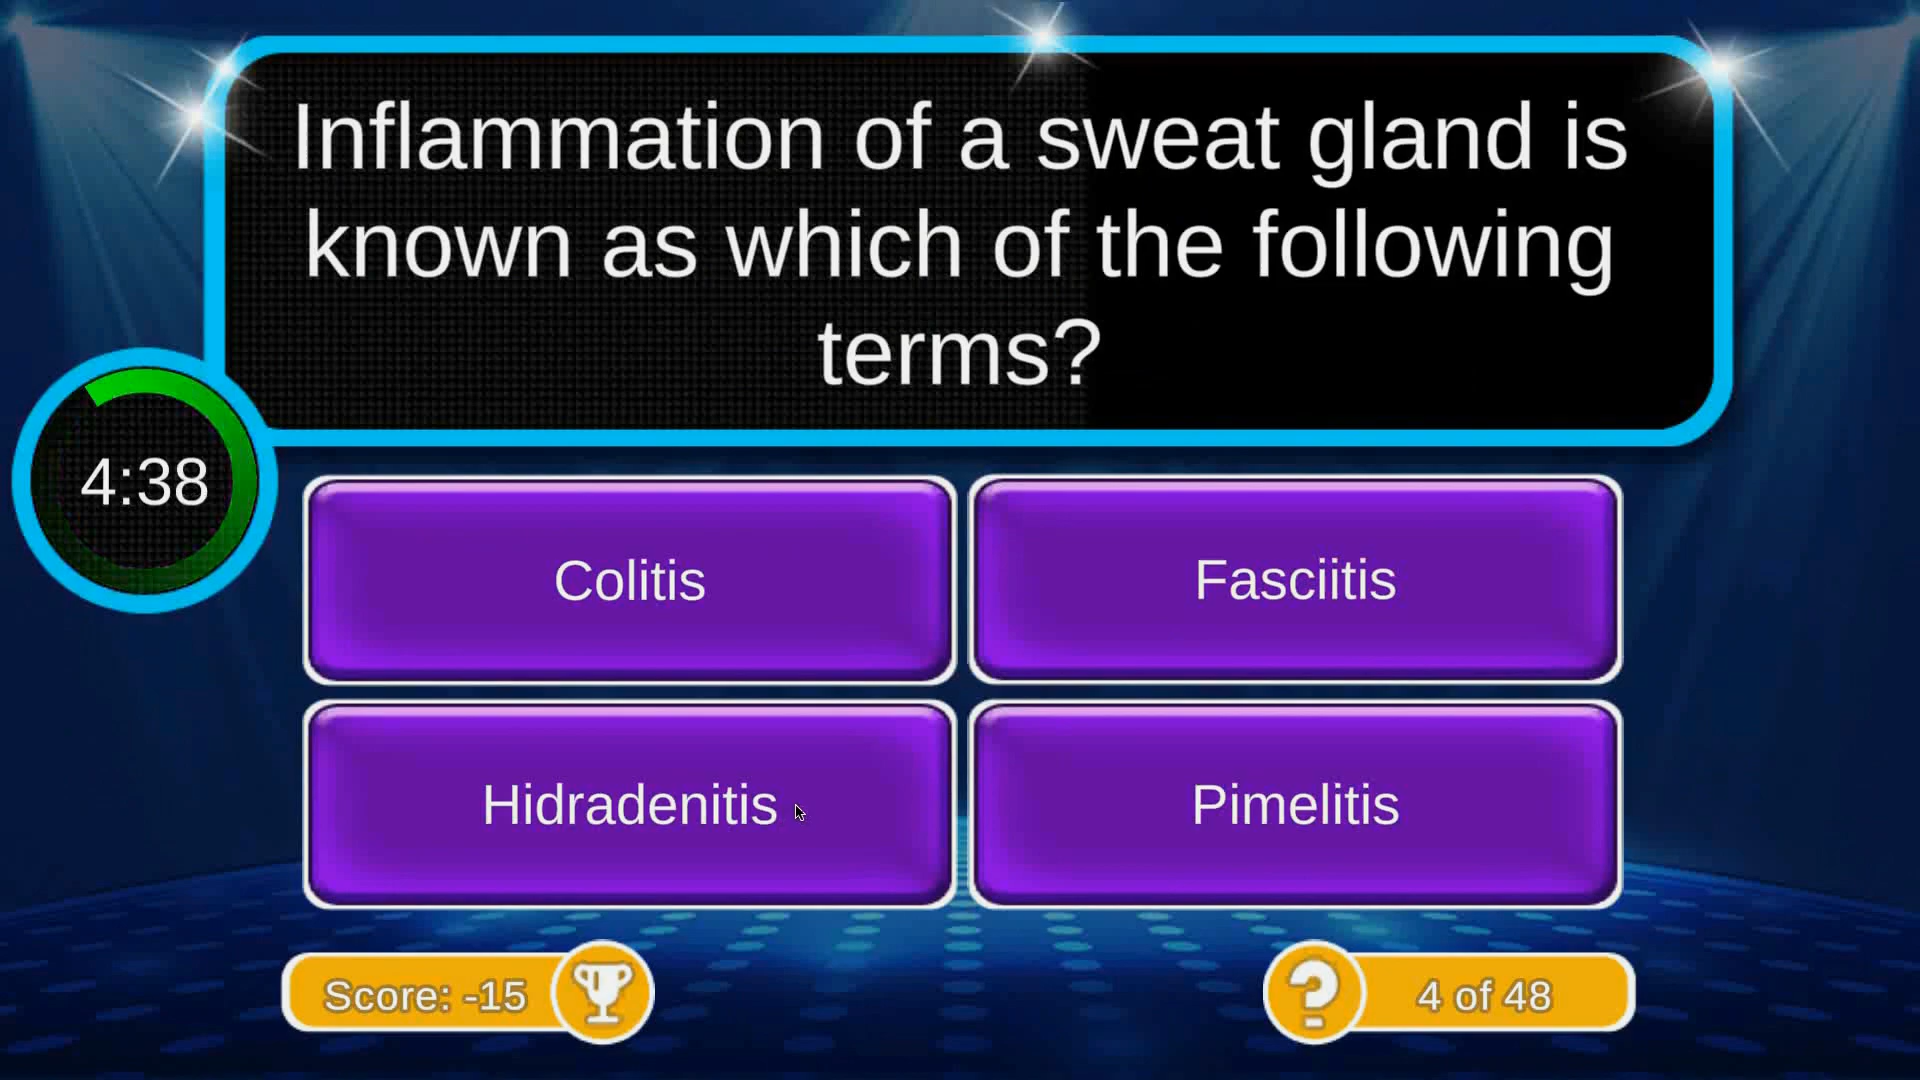 Inflammation of a sweat gland is
known as which of the following
terms?
4:38
Colitis
Fasciitis
Hidradenitis
Pimelitis
Score: -15
4 of 48